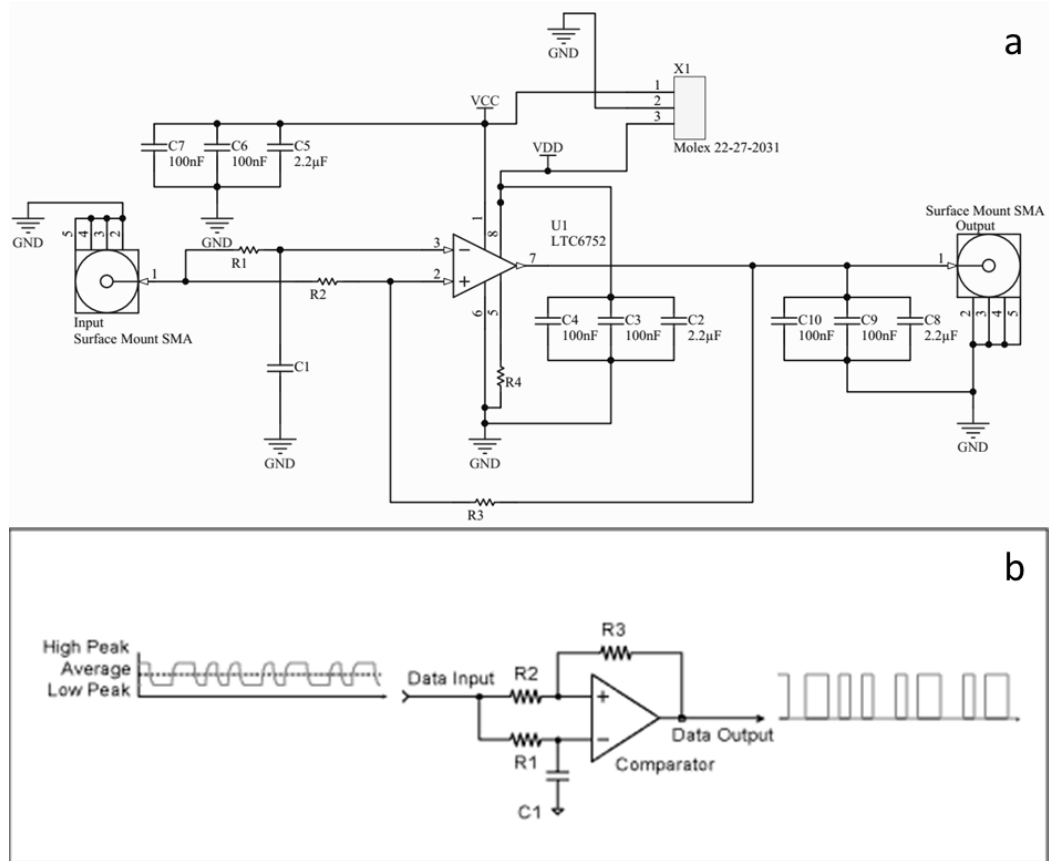 a
GND
X1
1
2
3
Molex 22-27-2031
VCC
VDD
C7
100nF
C6
100nF
C5
2.2µF
GND
GND
5
4
3
2
1
Input
Surface Mount SMA
R1
R2
C1
GND
3
2
1
8
U1
LTC6752
7
6
5
R4
GND
C4
100nF
C3
100nF
C2
2.2µF
R3
Surface Mount SMA
Output
1
2
3
4
5
C10
100nF
C9
100nF
C8
2.2µF
GND
b
High Peak
Average
Low Peak
Data Input
R2
R3
R1
C1
+
−
Comparator
Data Output